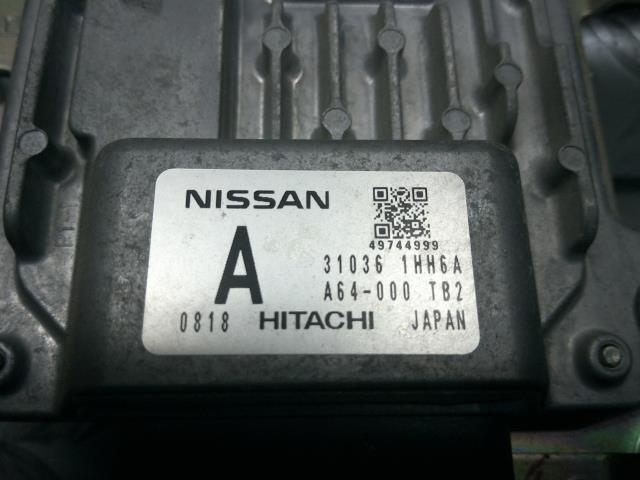 NISSAN
49744999
A
31036 1HH6A
A64-000 TB2
0818 HITACHI JAPAN